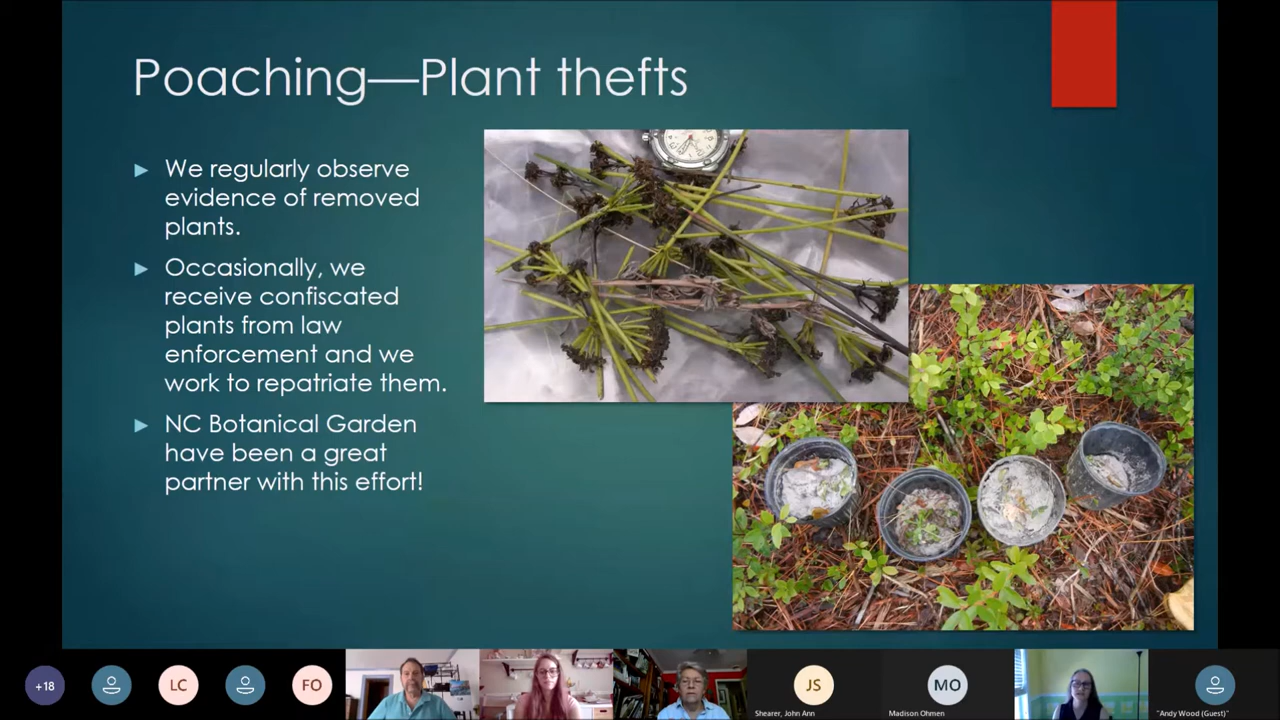 Poaching—Plant thefts
We regularly observe
evidence of removed
plants.
Occasionally, we
receive confiscated
plants from law
enforcement and we
work to repatriate them.
NC Botanical Garden
have been a great
partner with this effort!
+18
LC
FO
JS
MO
Shearer, John Ann
Madison Ohmen
"Andy Wood (Guest)"